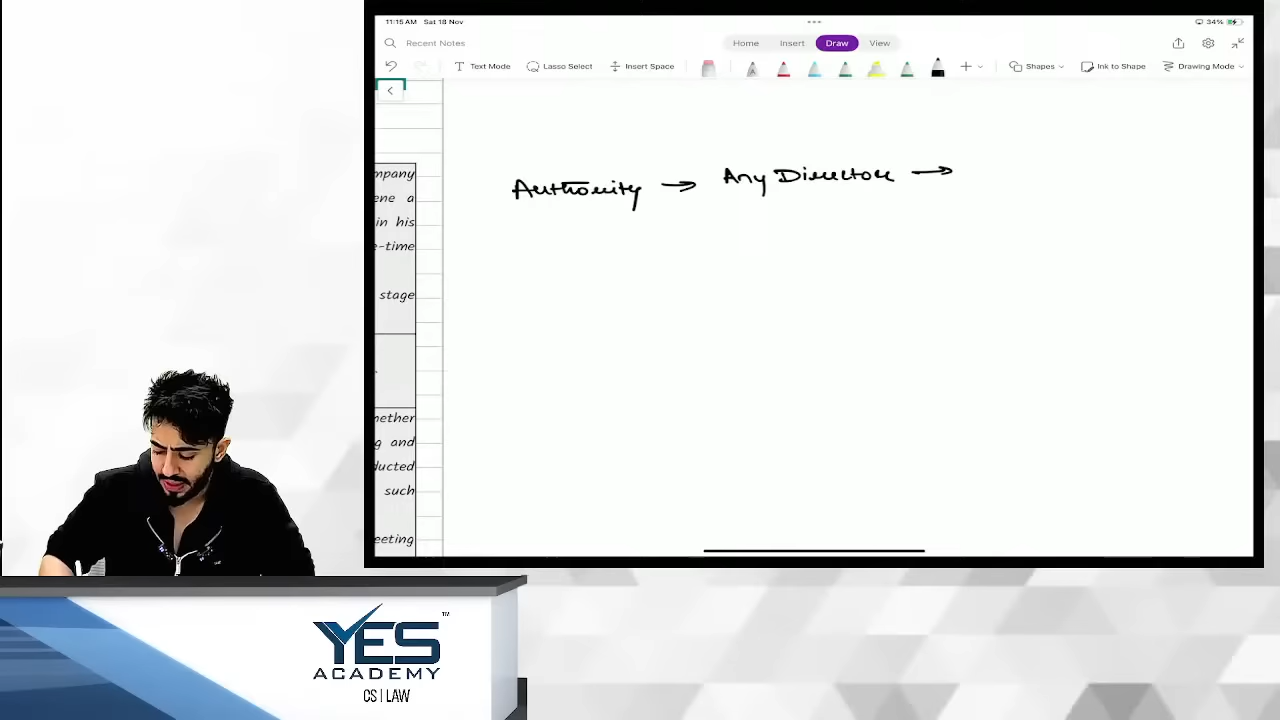 11:15 AM Sat 18 Nov
34%
Recent Notes
Home Insert Draw View
Text Mode Lasso Select Insert Space Shapes Ink to Shape Drawing Mode
mpany
ene a
in his
-time
stage
Authority → Any Director →
hether
g and
ducted
such
eeting
YES™
ACADEMY
CS | LAW